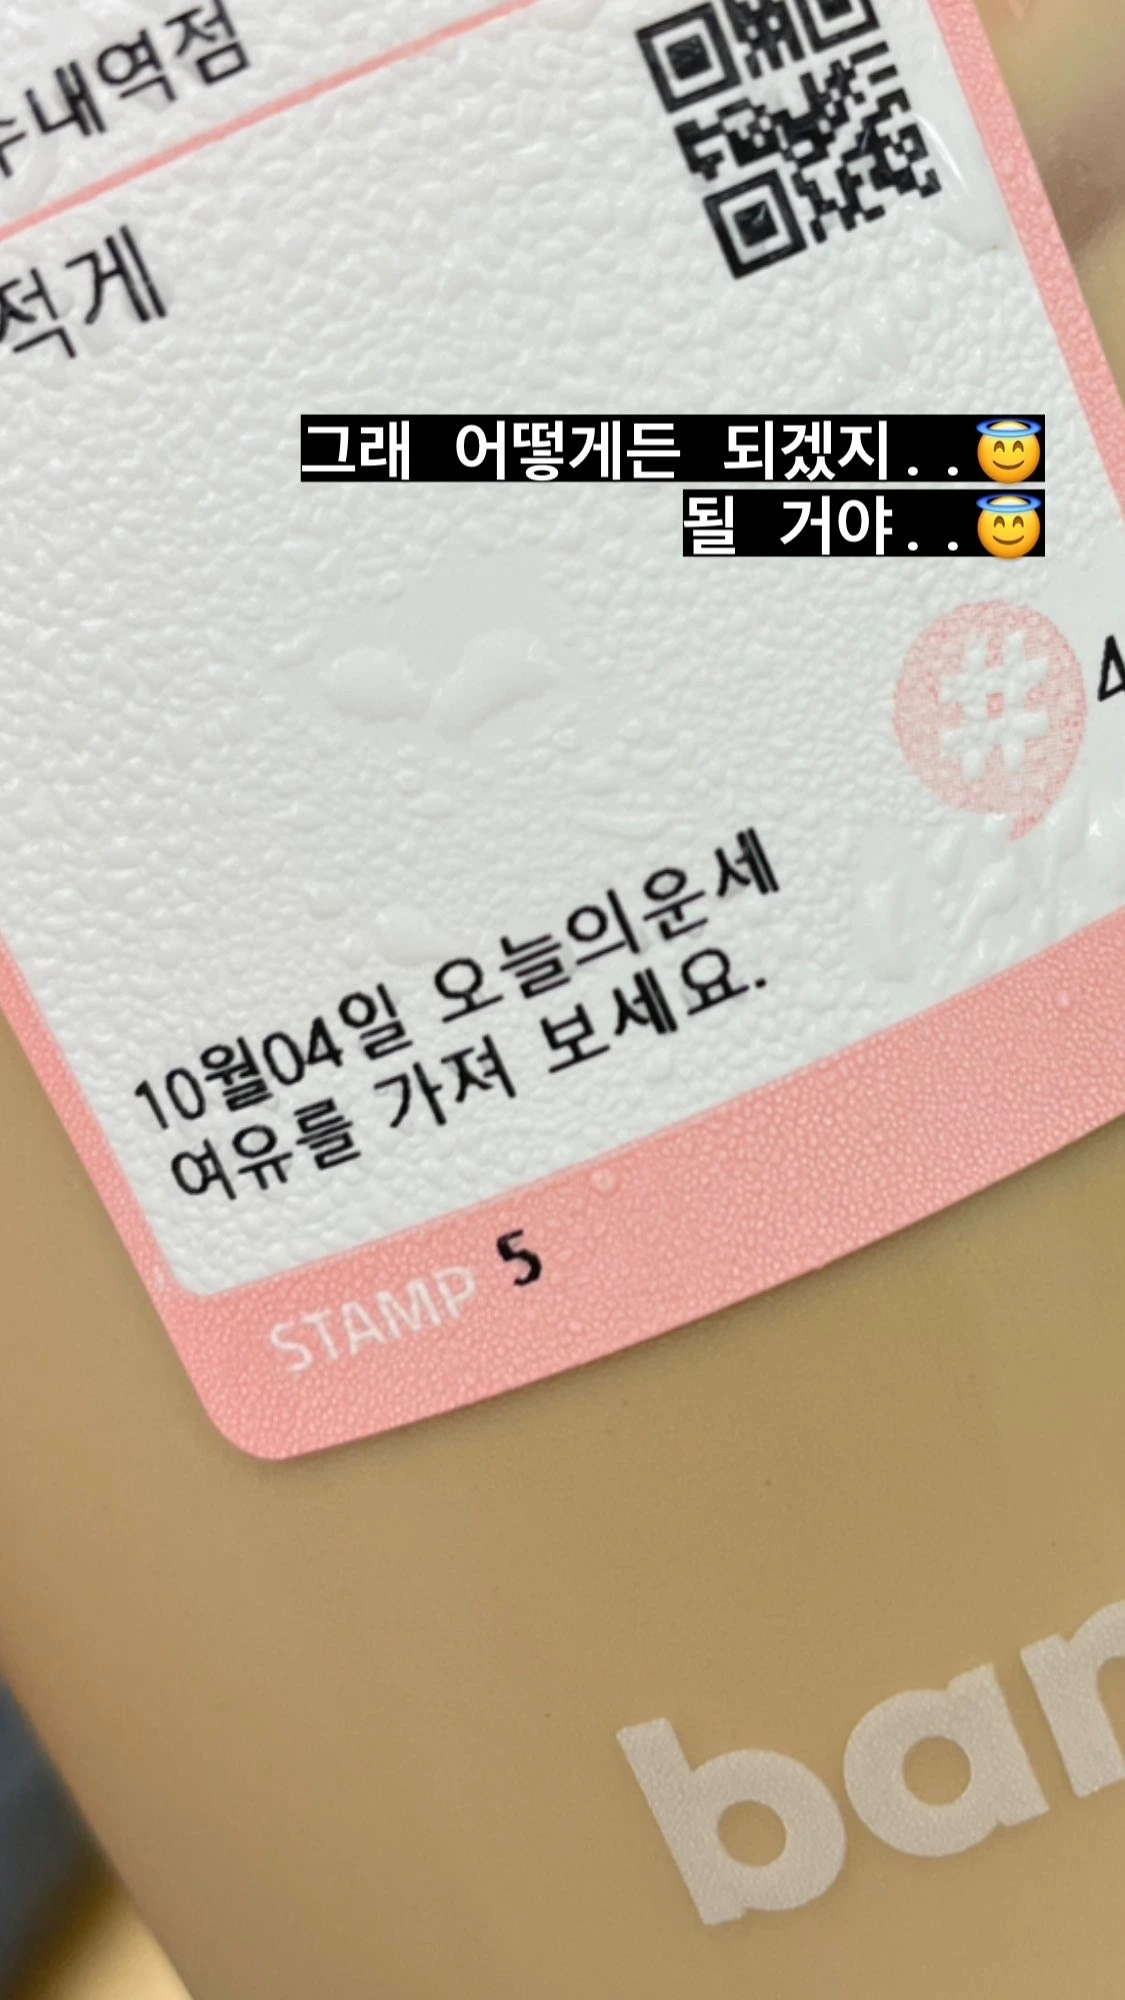 수내역점
적게
그래 어떻게든 되겠지..😇
될 거야..😇
4
10월04일 오늘의운세
여유를 가져 보세요.
STAMP 5
ban